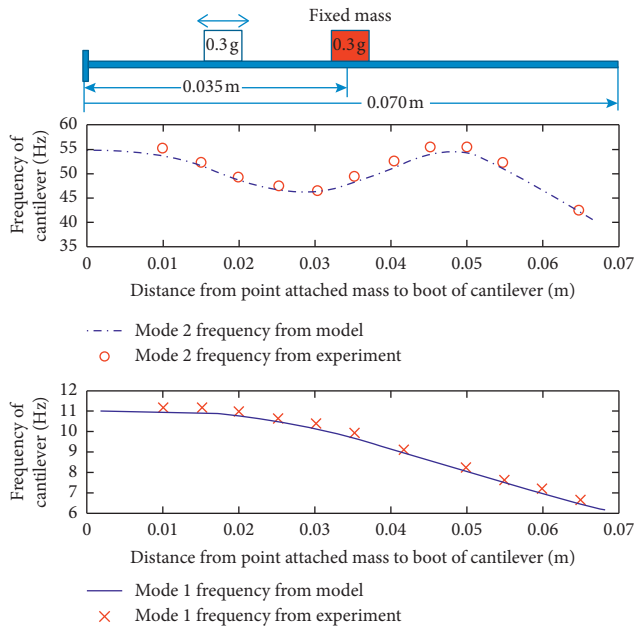 Fixed mass
0.3 g
0.3 g
0.035 m
0.070 m
Frequency of
cantilever (Hz)
60
55
50
45
40
35
0
0.01
0.02
0.03
0.04
0.05
0.06
0.07
Distance from point attached mass to boot of cantilever (m)
Mode 2 frequency from model
Mode 2 frequency from experiment
Frequency of
cantilever (Hz)
12
11
10
9
8
7
6
0
0.01
0.02
0.03
0.04
0.05
0.06
0.07
Distance from point attached mass to boot of cantilever (m)
Mode 1 frequency from model
Mode 1 frequency from experiment